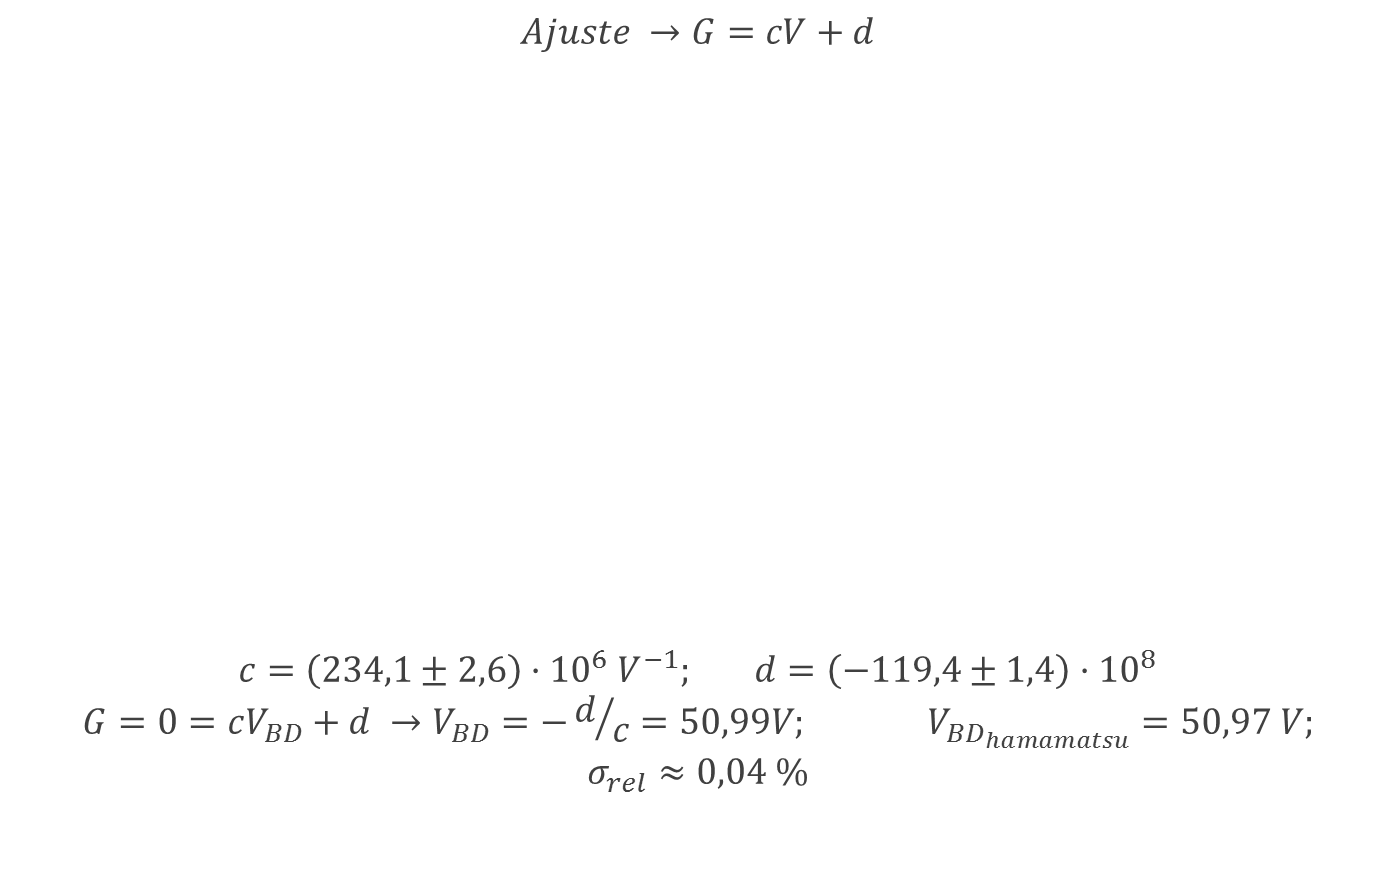 Ajuste → G = cV + d
c = (234,1 ± 2,6) · 10⁶ V⁻¹; d = (−119,4 ± 1,4) · 10⁸
G = 0 = cV_BD + d → V_BD = − d/c = 50,99V; V_BD_hamamatsu = 50,97 V;
σ_rel ≈ 0,04 %